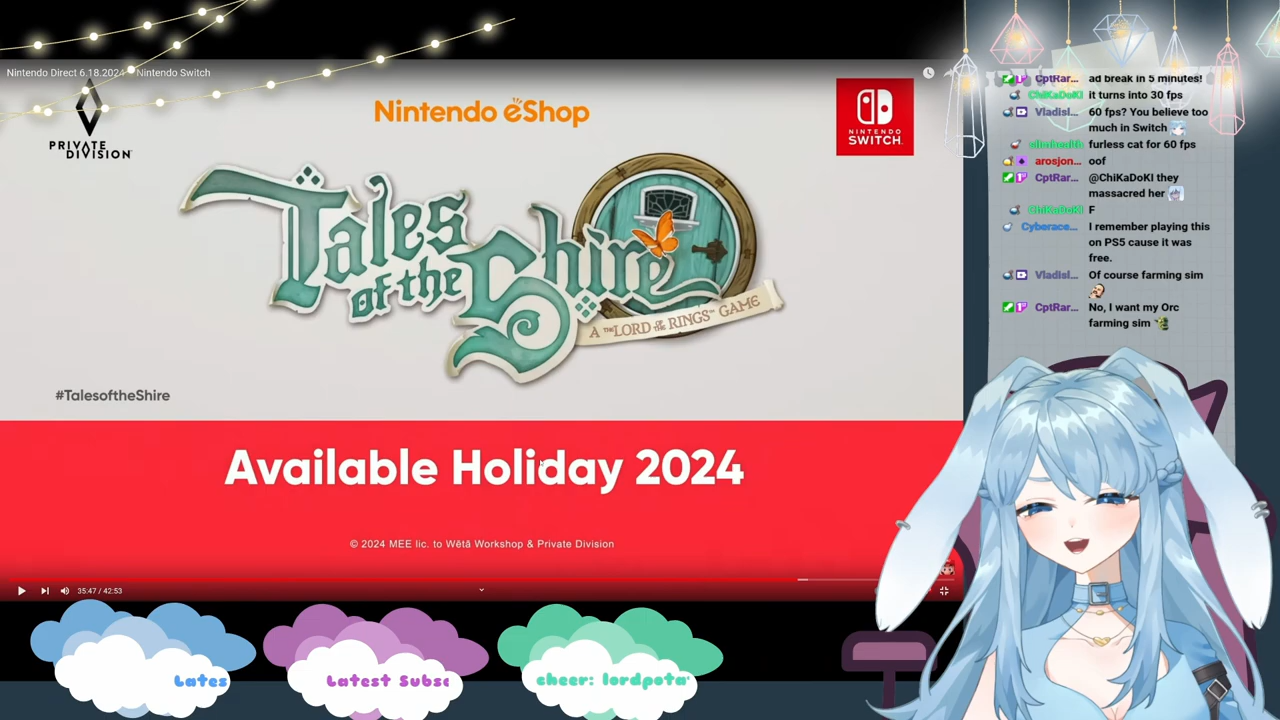 Nintendo Direct 6.18.2024 - Nintendo Switch
PRIVATE
DIVISION
Nintendo eShop
NINTENDO
SWITCH
Tales
of the Shire
A THE LORD OF THE RINGS™ GAME
#TalesoftheShire
Available Holiday 2024
© 2024 MEE lic. to Wētā Workshop & Private Division
35:47 / 42:53
CptRar... ad break in 5 minutes!
ChiKaDoKI it turns into 30 fps
Vladisl... 60 fps? You believe too
much in Switch
furless cat for 60 fps
arosjon... oof
CptRar... @ChiKaDoKI they
massacred her
ChiKaDoKI F
Cyberace... I remember playing this
on PS5 cause it was
free.
Vladisl... Of course farming sim
CptRar... No, I want my Orc
farming sim
Lates
Latest Subsc
cheer: lordpota